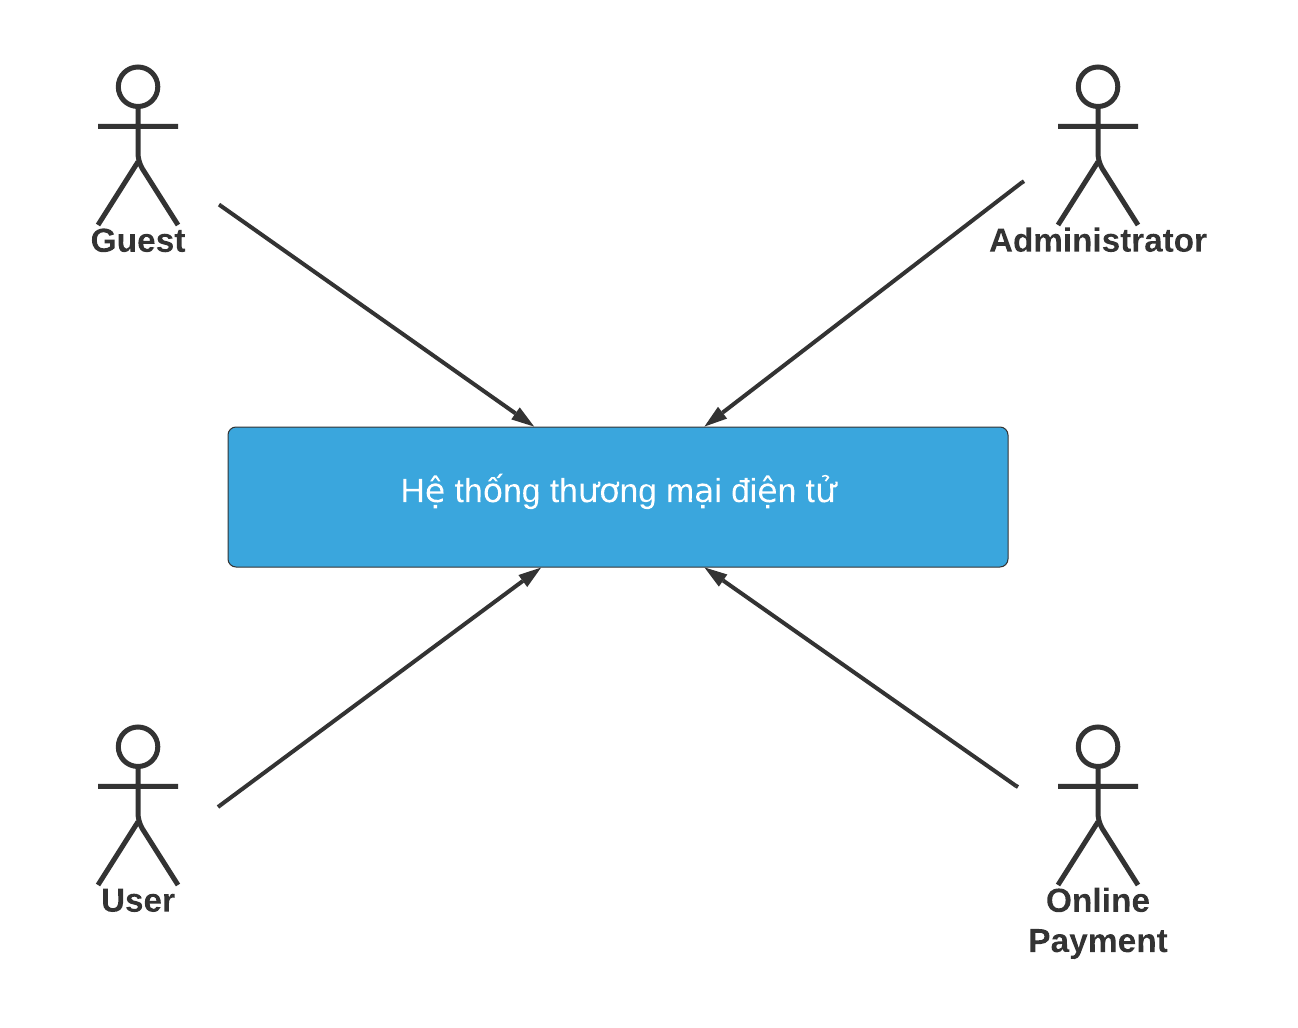 Guest
Administrator
Hệ thống thương mại điện tử
User
Online
Payment